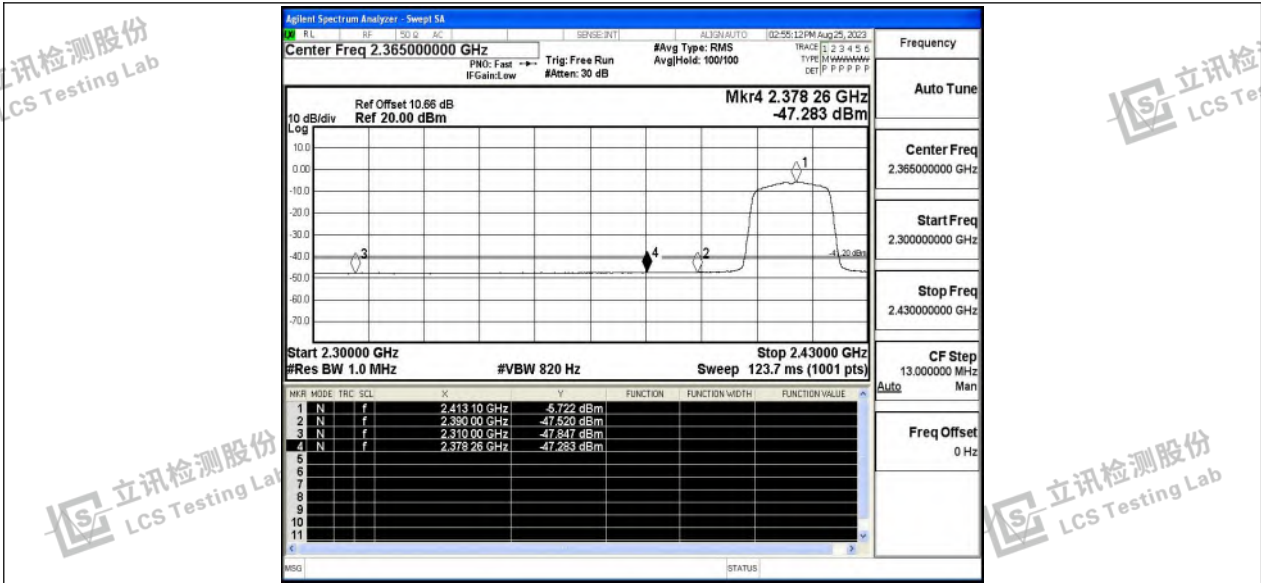 Agilent Spectrum Analyzer - Swept SA
RL RF 50 Ω AC SENSE:INT ALIGNAUTO 02:55:12PM Aug 25, 2023
Center Freq 2.365000000 GHz
PNO: Fast
IFGain:Low
Trig: Free Run
#Atten: 30 dB
#Avg Type: RMS
Avg|Hold: 100/100
TRACE 1 2 3 4 5 6
TYPE M WWWWW
DET P P P P P P
Ref Offset 10.66 dB
10 dB/div Ref 20.00 dBm
Log
Mkr4 2.378 26 GHz
-47.283 dBm
10.0
0.00
-10.0
-20.0
-30.0
-40.0
-50.0
-60.0
-70.0
1
3
4
2
-41.20 dBm
Start 2.30000 GHz Stop 2.43000 GHz
#Res BW 1.0 MHz #VBW 820 Hz Sweep 123.7 ms (1001 pts)
MKR MODE TRC SCL X Y FUNCTION FUNCTION WIDTH FUNCTION VALUE
1 N f 2.413 10 GHz -5.722 dBm
2 N f 2.390 00 GHz -47.520 dBm
3 N f 2.310 00 GHz -47.847 dBm
4 N f 2.378 26 GHz -47.283 dBm
5
6
7
8
9
10
11
MSG STATUS
Frequency
Auto Tune
Center Freq
2.365000000 GHz
Start Freq
2.300000000 GHz
Stop Freq
2.430000000 GHz
CF Step
13.000000 MHz
Auto Man
Freq Offset
0 Hz
立讯检测股份
LCS Testing Lab
立讯检
LCS Tes
立讯检测股份
LCS Testing Lab
立讯检测股份
LCS Testing Lab